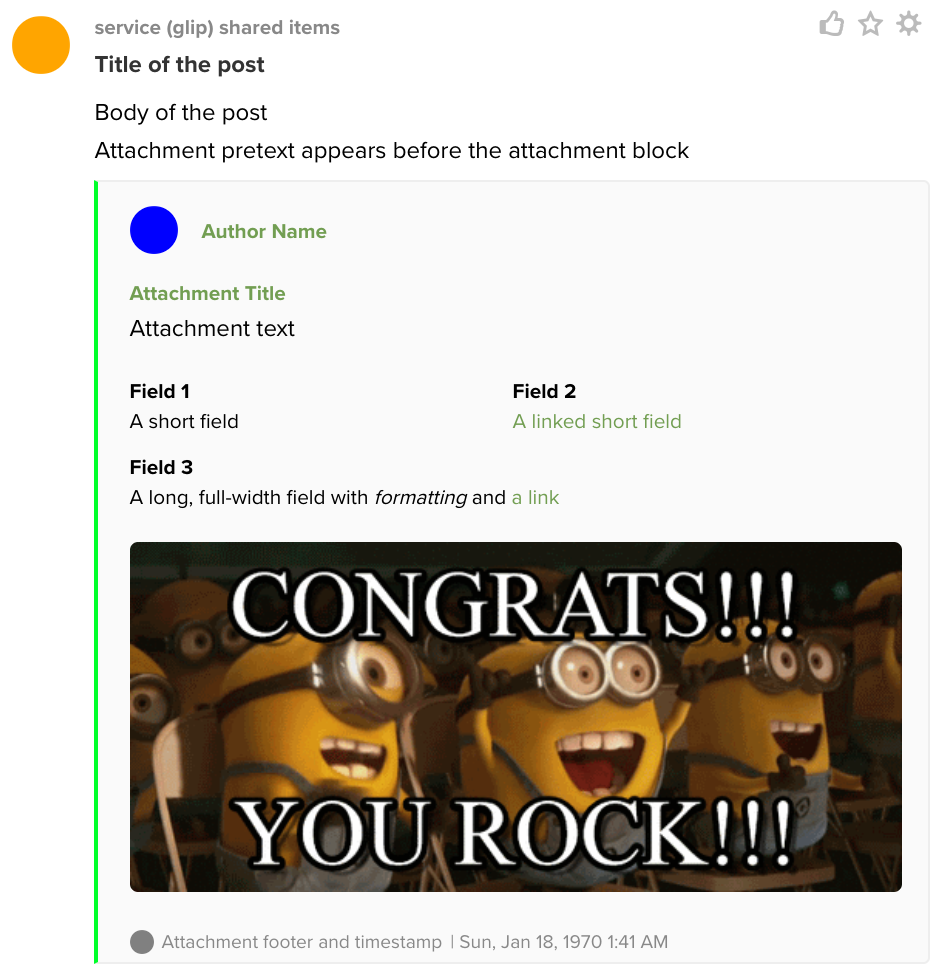 service (glip) shared items
Title of the post
Body of the post
Attachment pretext appears before the attachment block
Author Name
Attachment Title
Attachment text
Field 1
A short field
Field 2
A linked short field
Field 3
A long, full-width field with formatting and a link
CONGRATS!!!
YOU ROCK!!!
Attachment footer and timestamp | Sun, Jan 18, 1970 1:41 AM